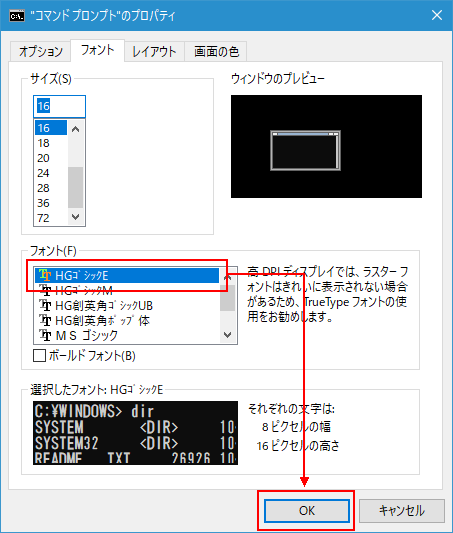 "コマンド プロンプト"のプロパティ
オプション フォント レイアウト 画面の色
サイズ(S)
16
16
18
20
24
28
36
72
ウィンドウのプレビュー
フォント(F)
HGｺﾞｼｯｸE
HGｺﾞｼｯｸM
HG創英角ｺﾞｼｯｸUB
HG創英角ﾎﾟｯﾌﾟ体
ＭＳ ゴシック
高 DPI ディスプレイでは、ラスター フ
ォントはきれいに表示されない場合
があるため、TrueType フォントの使
用をお勧めします。
ボールド フォント(B)
選択したフォント: HGｺﾞｼｯｸE
C:¥WINDOWS> dir
SYSTEM <DIR> 10
SYSTEM32 <DIR> 10
README TXT 26926 10
それぞれの文字は:
8 ピクセルの幅
16 ピクセルの高さ
OK キャンセル